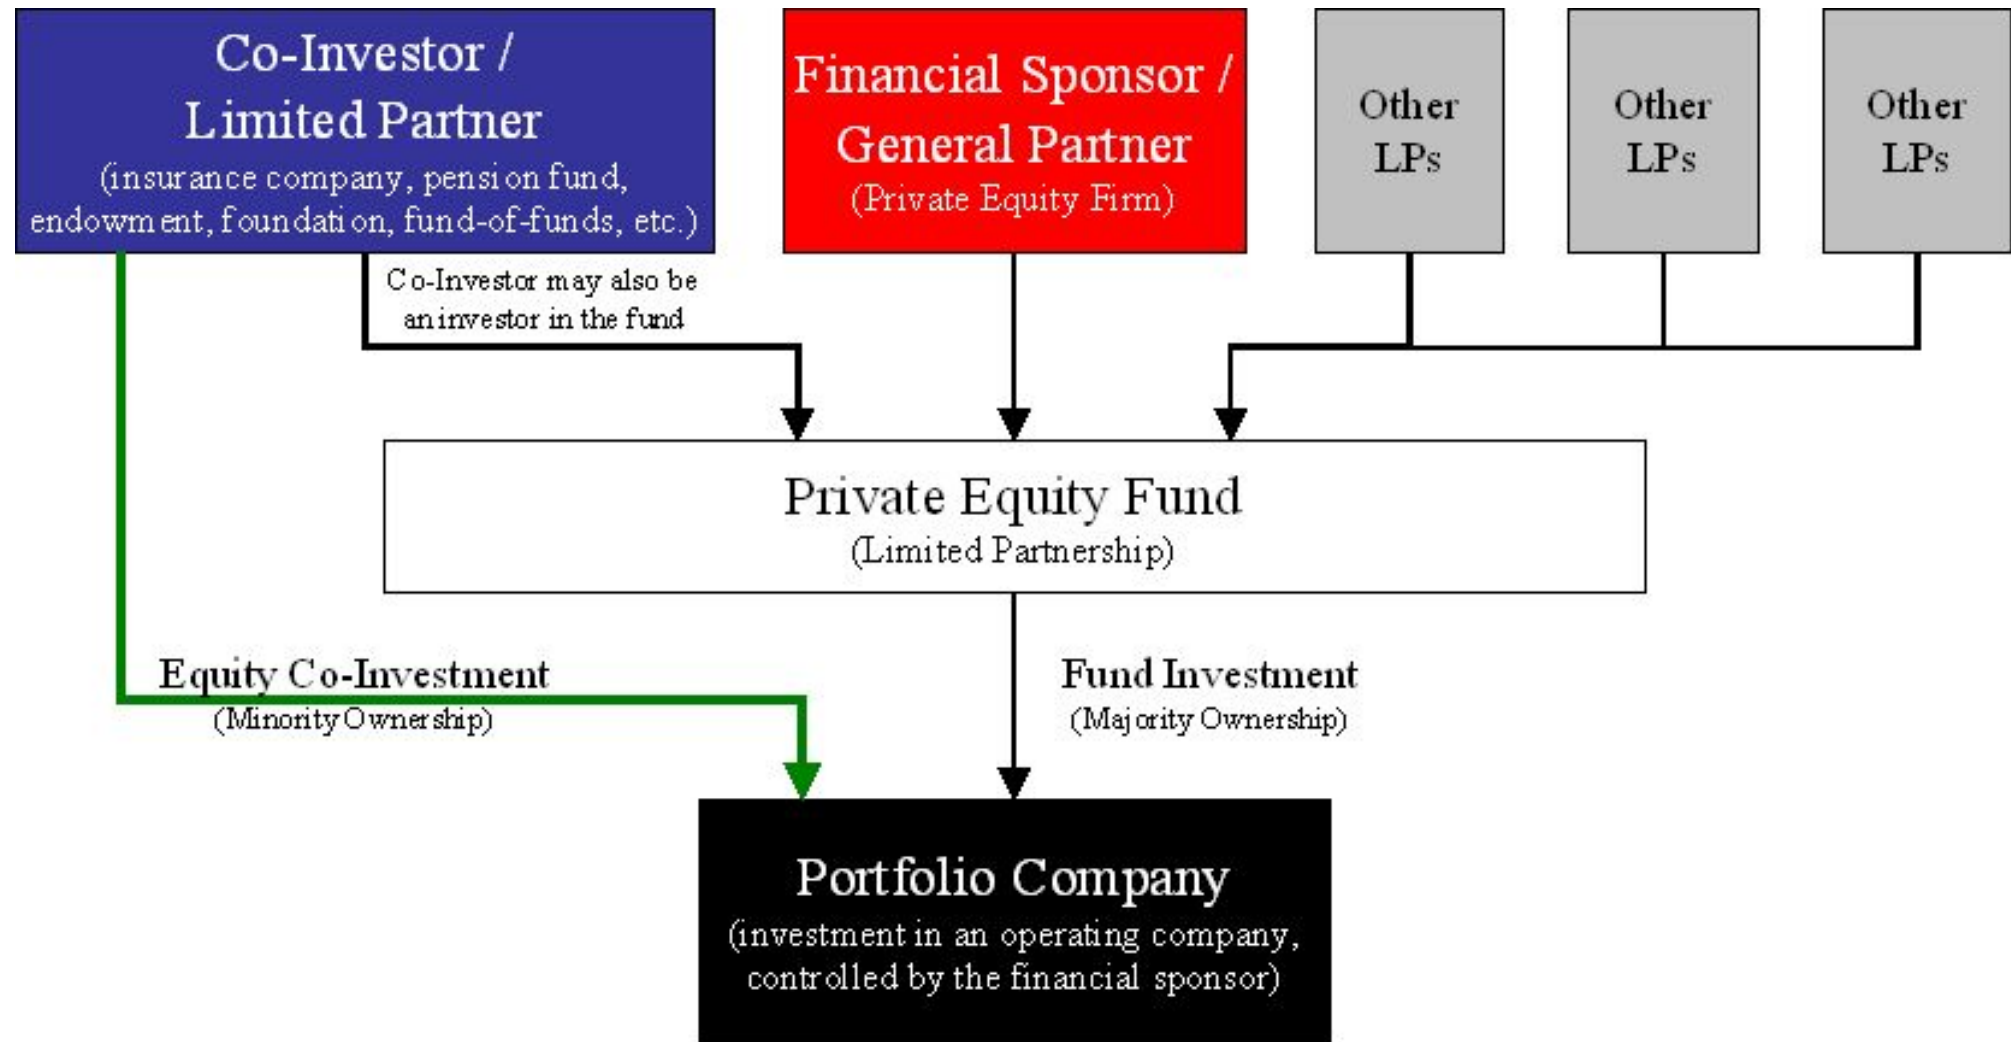 Co-Investor /
Limited Partner
(insurance company, pension fund,
endowment, foundation, fund-of-funds, etc.)
Financial Sponsor /
General Partner
(Private Equity Firm)
Other
LPs
Other
LPs
Other
LPs
Co-Investor may also be
an investor in the fund
Private Equity Fund
(Limited Partnership)
Equity Co-Investment
(Minority Ownership)
Fund Investment
(Majority Ownership)
Portfolio Company
(investment in an operating company,
controlled by the financial sponsor)